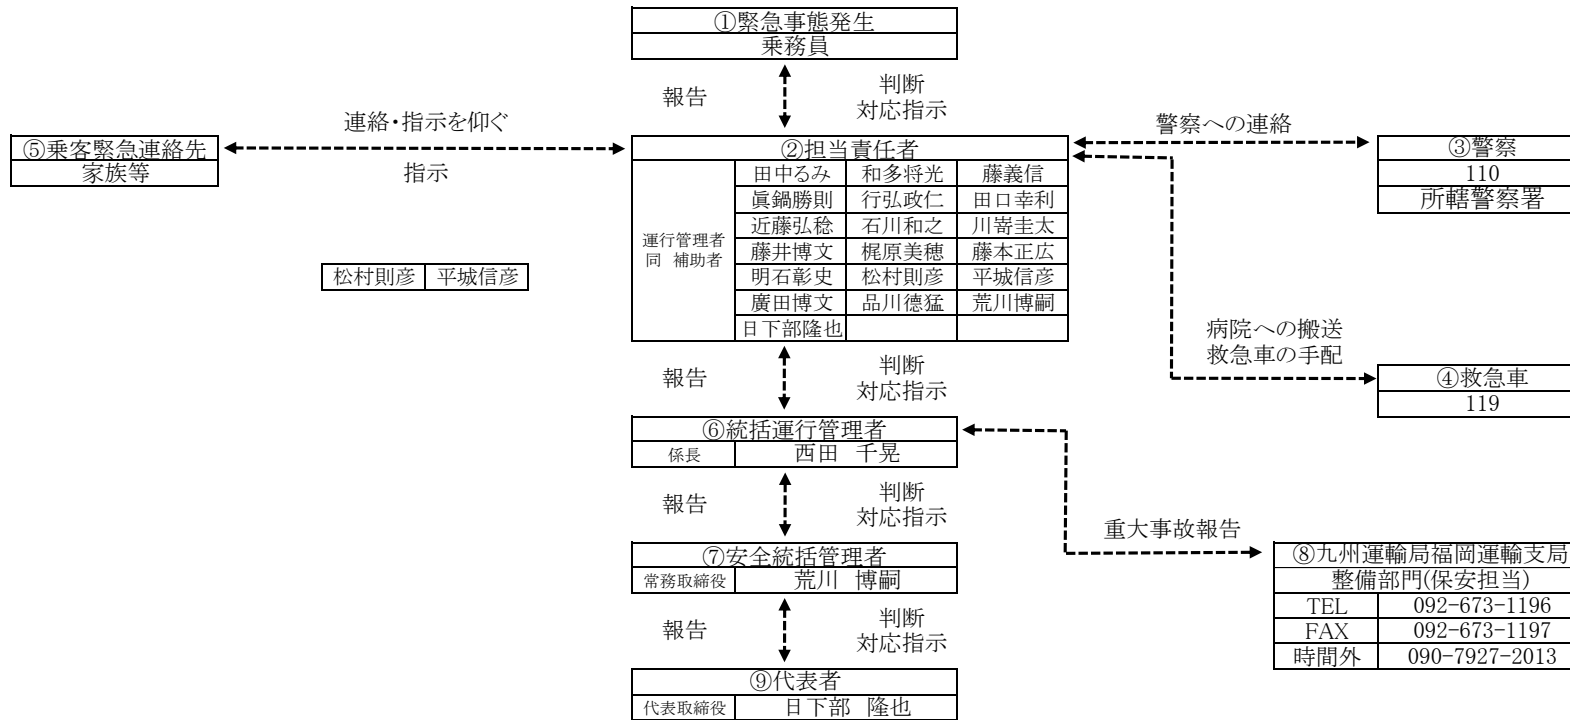 ①緊急事態発生
乗務員
報告
判断
対応指示
連絡・指示を仰ぐ
指示
⑤乗客緊急連絡先
家族等
警察への連絡
③警察
110
所轄警察署
②担当責任者
運行管理者
同 補助者
田中るみ 和多将光 藤義信
眞鍋勝則 行弘政仁 田口幸利
近藤弘稔 石川和之 川嵜圭太
藤井博文 梶原美穂 藤本正広
明石彰史 松村則彦 平城信彦
廣田博文 品川德猛 荒川博嗣
日下部隆也
松村則彦 平城信彦
病院への搬送
救急車の手配
④救急車
119
報告
判断
対応指示
⑥統括運行管理者
係長 西田 千晃
報告
判断
対応指示
重大事故報告
⑦安全統括管理者
常務取締役 荒川 博嗣
⑧九州運輸局福岡運輸支局
整備部門(保安担当)
TEL 092-673-1196
FAX 092-673-1197
時間外 090-7927-2013
報告
判断
対応指示
⑨代表者
代表取締役 日下部 隆也